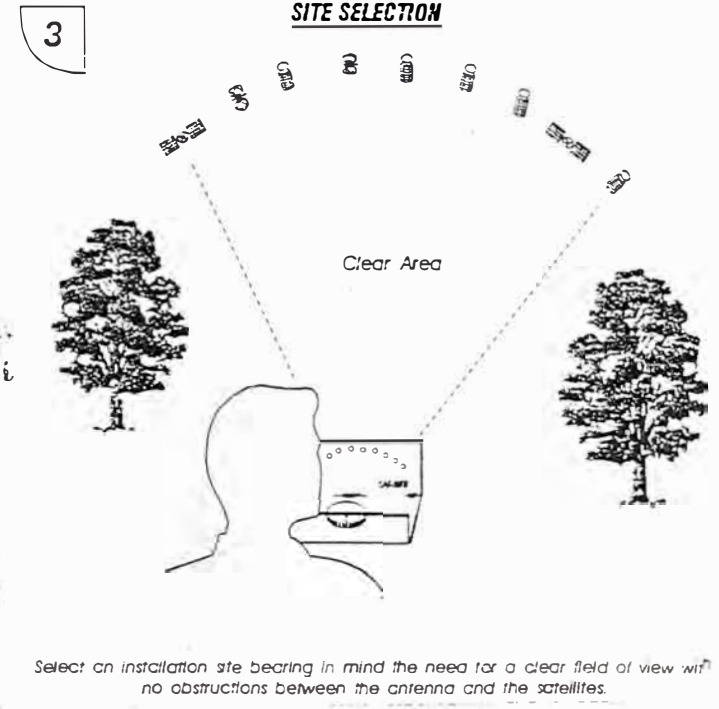 3
SITE SELECTION
Clear Area
Select an installation site bearing in mind the need for a clear field of view with
no obstructions between the antenna and the satellites.